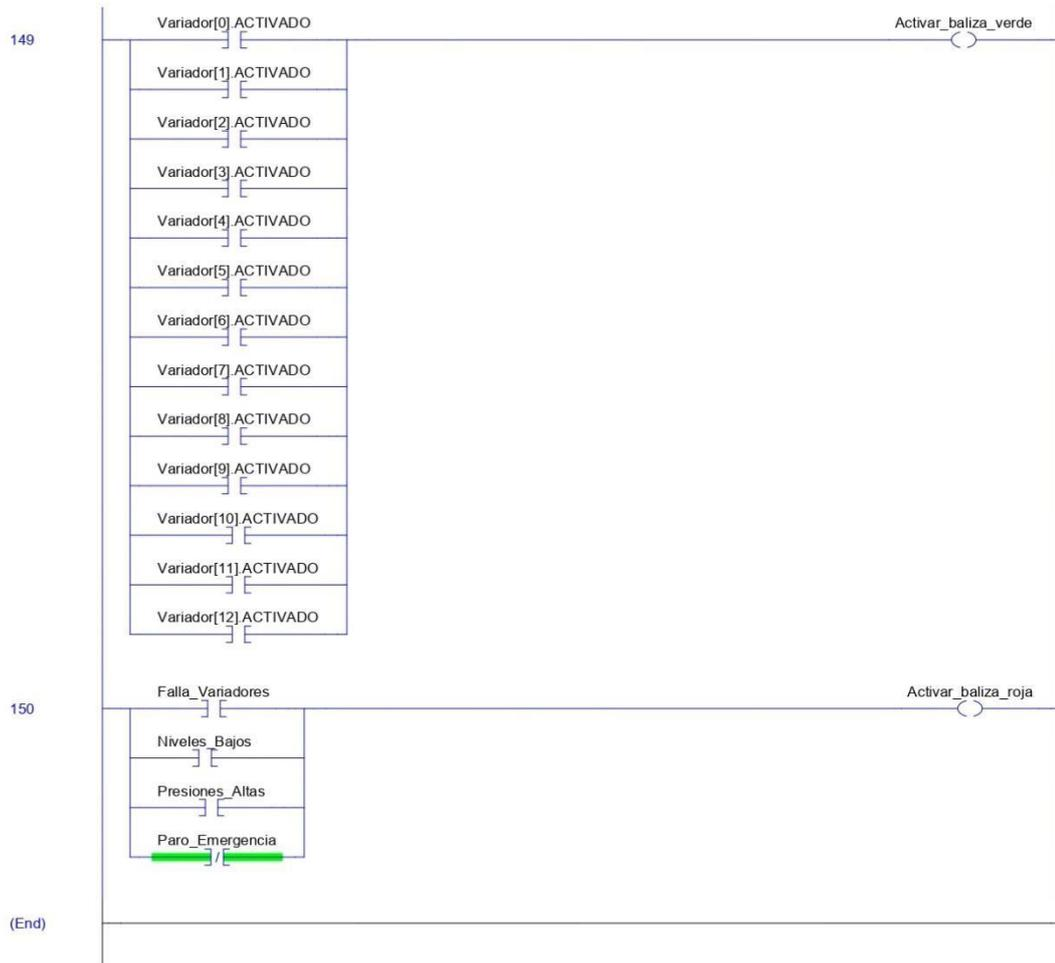 Variador[0].ACTIVADO
Activar_baliza_verde
149
Variador[1].ACTIVADO
Variador[2].ACTIVADO
Variador[3].ACTIVADO
Variador[4].ACTIVADO
Variador[5].ACTIVADO
Variador[6].ACTIVADO
Variador[7].ACTIVADO
Variador[8].ACTIVADO
Variador[9].ACTIVADO
Variador[10].ACTIVADO
Variador[11].ACTIVADO
Variador[12].ACTIVADO
Falla_Variadores
Activar_baliza_roja
150
Niveles_Bajos
Presiones_Altas
Paro_Emergencia
(End)